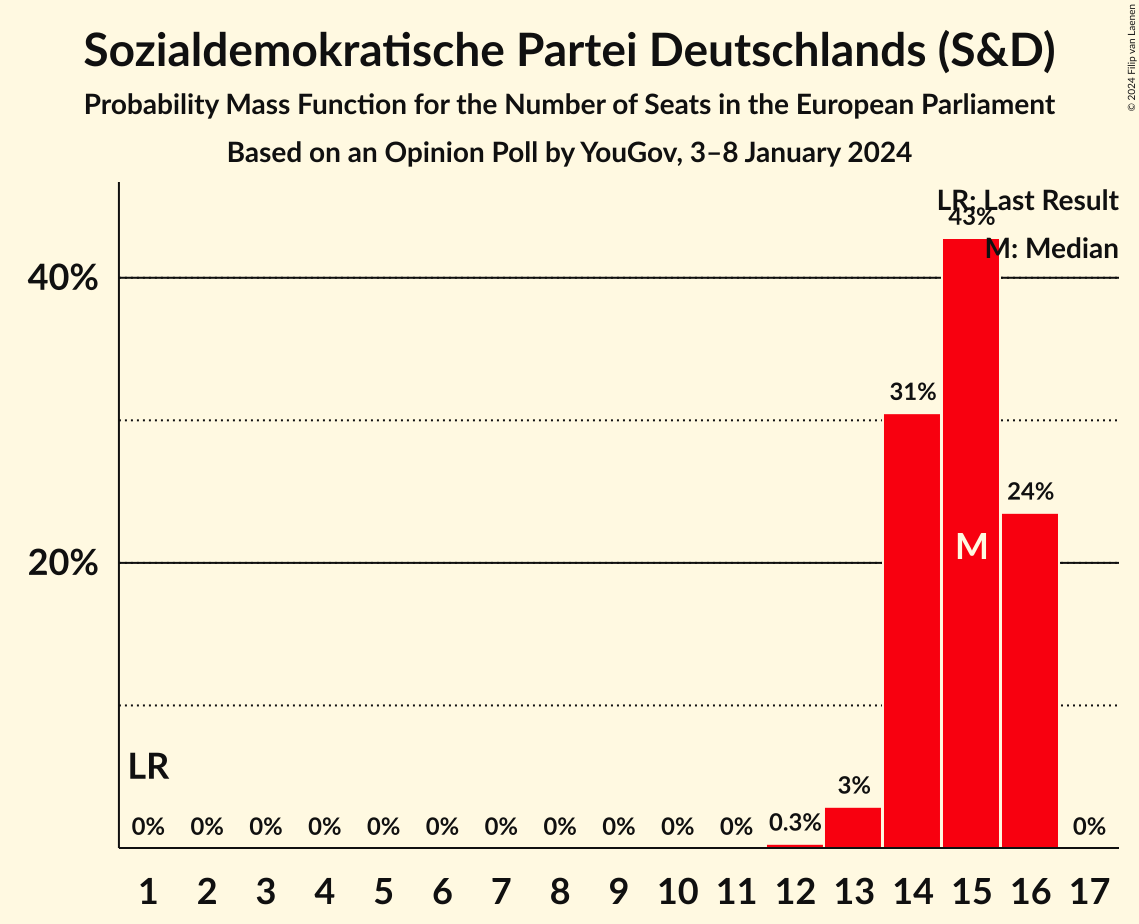 Sozialdemokratische Partei Deutschlands (S&D)
Probability Mass Function for the Number of Seats in the European Parliament
Based on an Opinion Poll by YouGov, 3–8 January 2024
© 2024 Filip van Laenen
LR: Last Result
M: Median
43%
40%
31%
24%
M
20%
LR
3%
0% 0% 0% 0% 0% 0% 0% 0% 0% 0% 0% 0.3% 0%
1 2 3 4 5 6 7 8 9 10 11 12 13 14 15 16 17